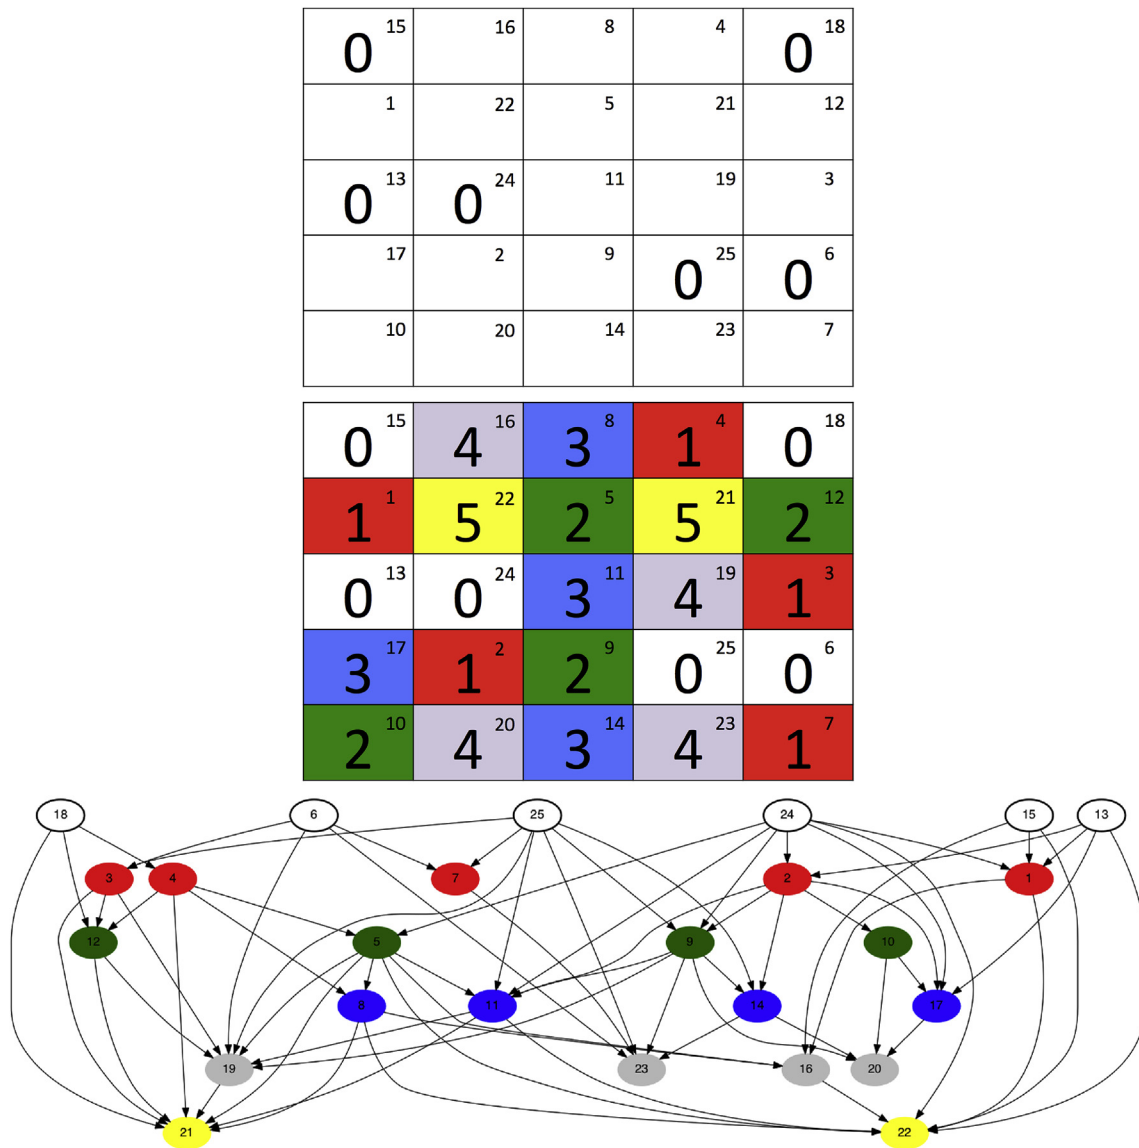 0 15 16 8 4 0 18
1 22 5 21 12
0 13 0 24 11 19 3
17 2 9 0 25 0 6
10 20 14 23 7
0 15 4 16 3 8 1 4 0 18
1 1 5 22 2 5 5 21 2 12
0 13 0 24 3 11 4 19 1 3
3 17 1 2 2 9 0 25 0 6
2 10 4 20 3 14 4 23 1 7
18 6 25 24 15 13
3 4 7 2 1
12 5 9 10
8 11 14 17
19 23 16 20
21 22